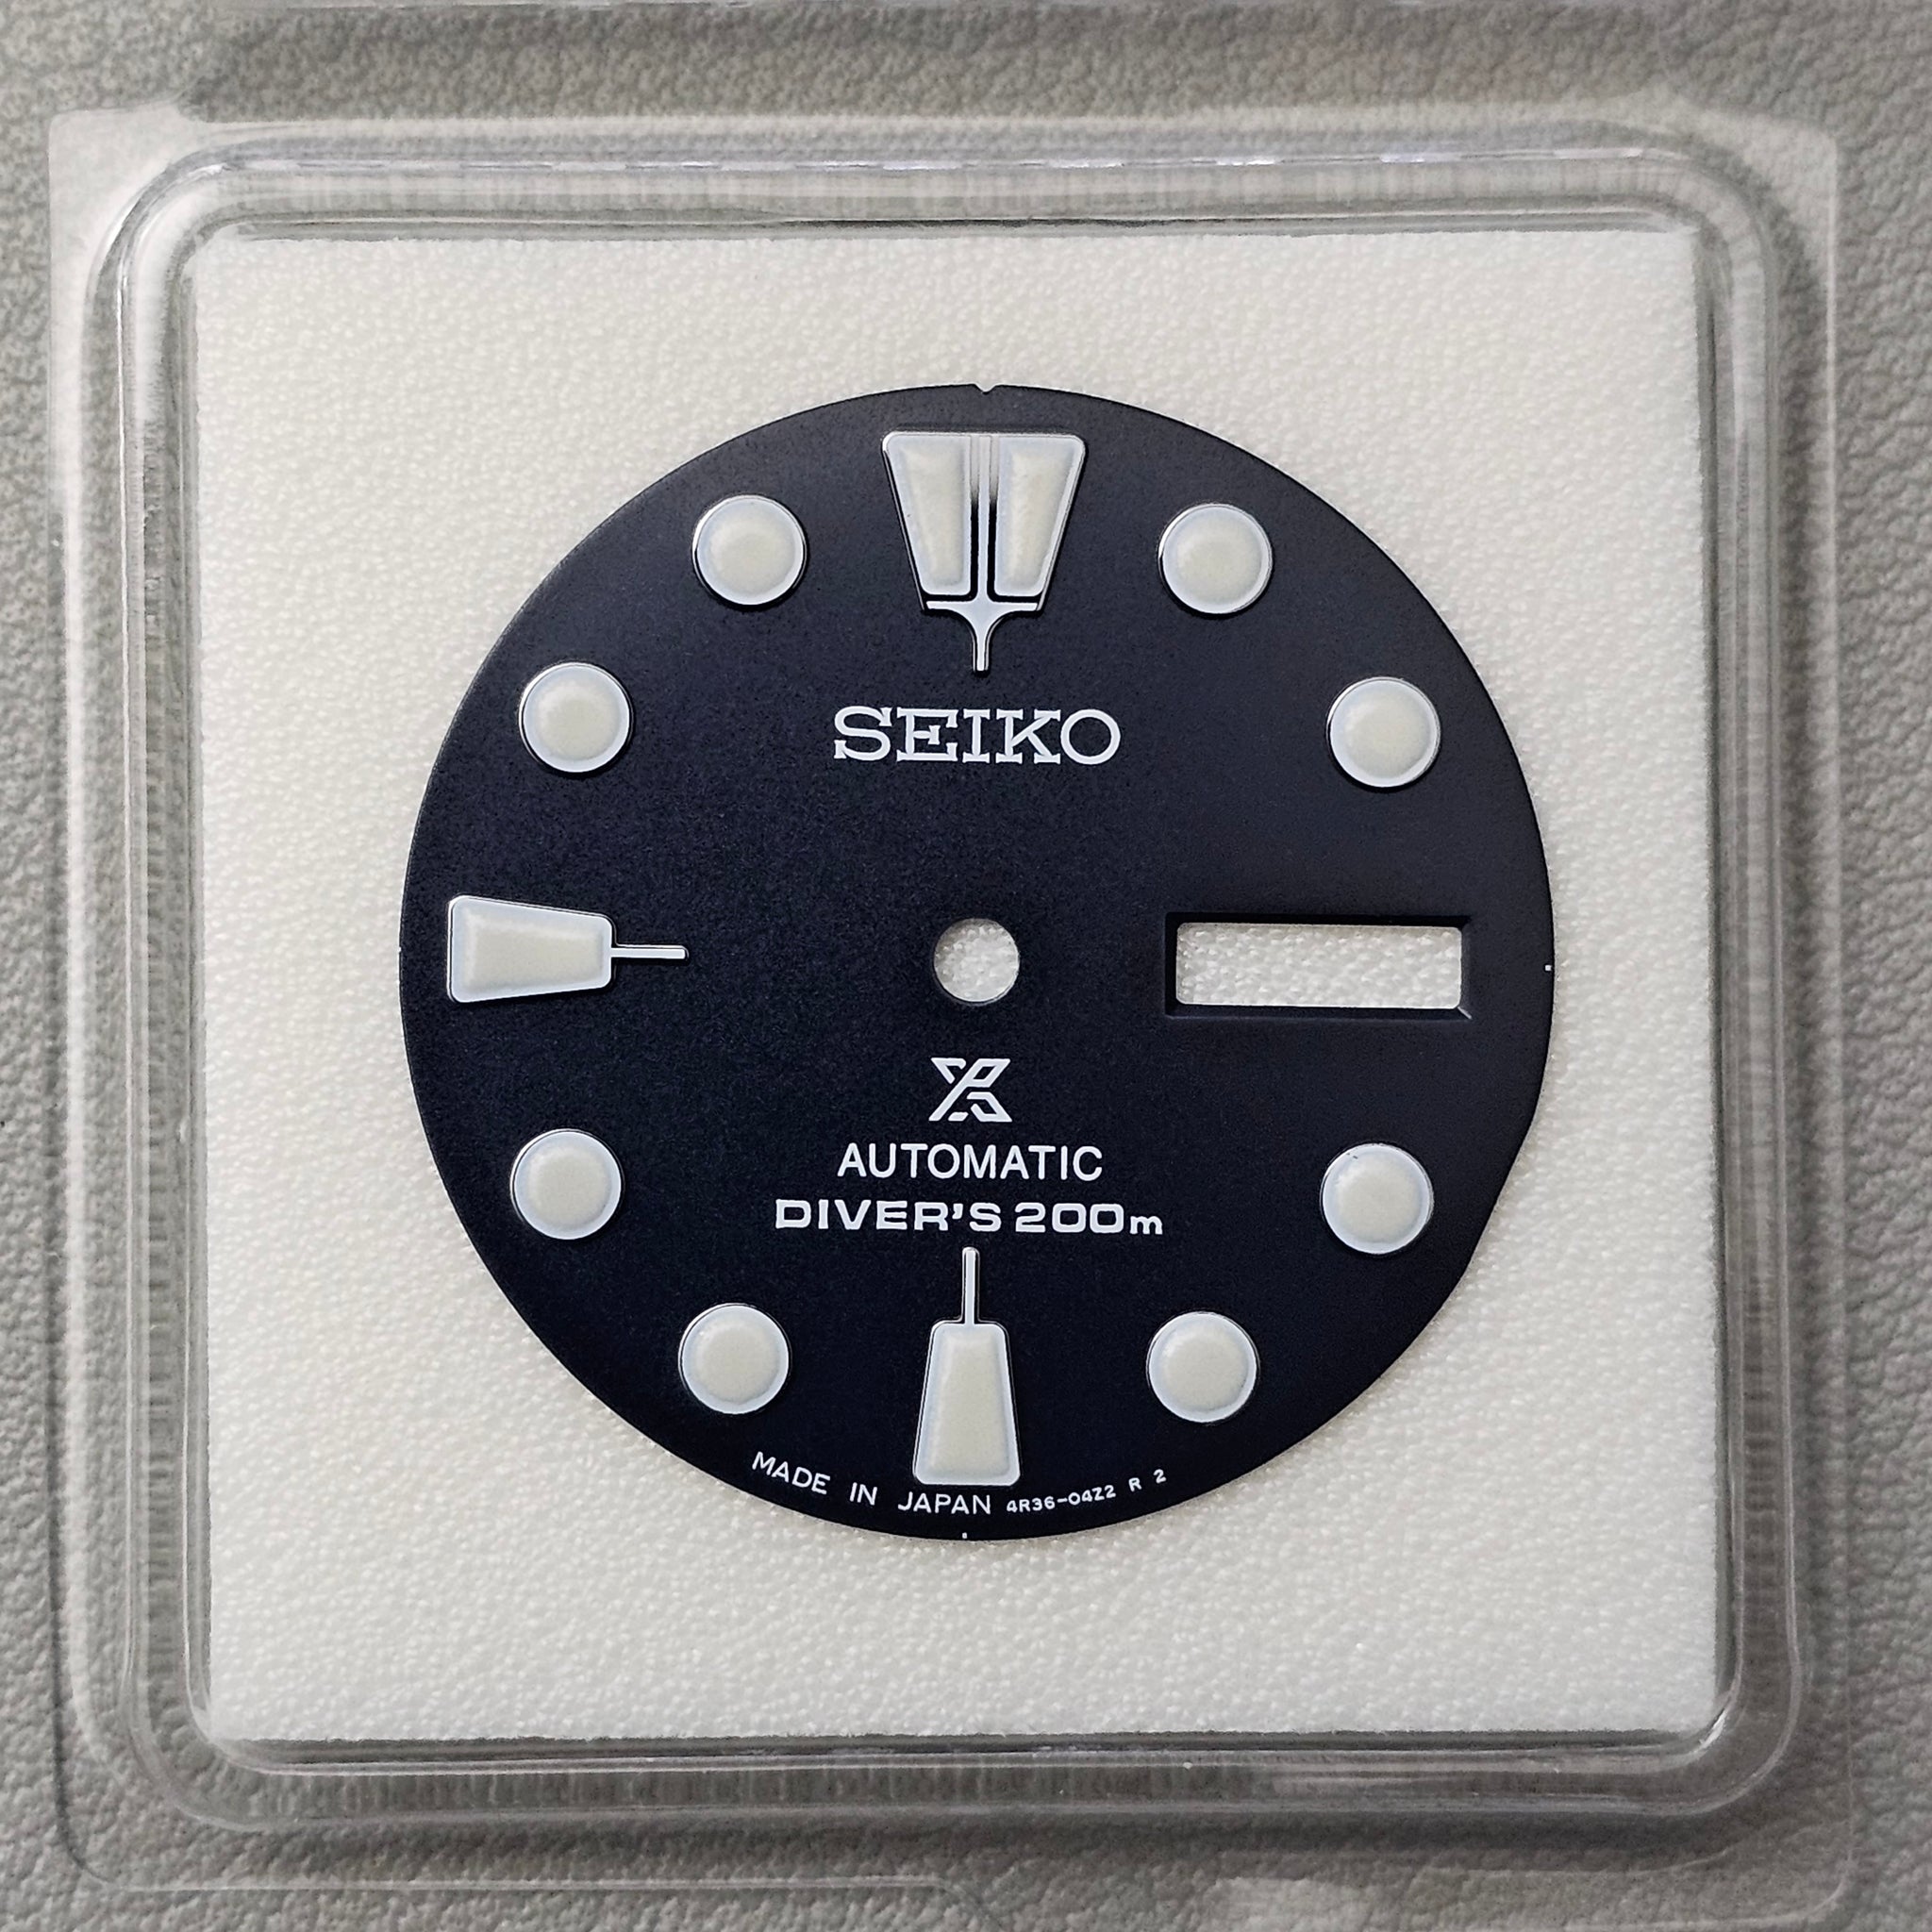 SEIKO
AUTOMATIC
DIVER'S 200m
MADE IN JAPAN 4R36-04Z2 R 2